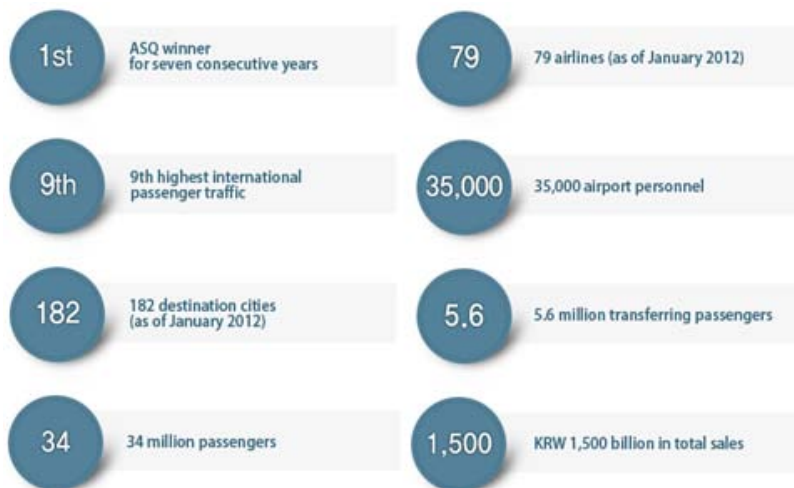 1st
ASQ winner
for seven consecutive years
79
79 airlines (as of January 2012)
9th
9th highest international
passenger traffic
35,000
35,000 airport personnel
182
182 destination cities
(as of January 2012)
5.6
5.6 million transferring passengers
34
34 million passengers
1,500
KRW 1,500 billion in total sales